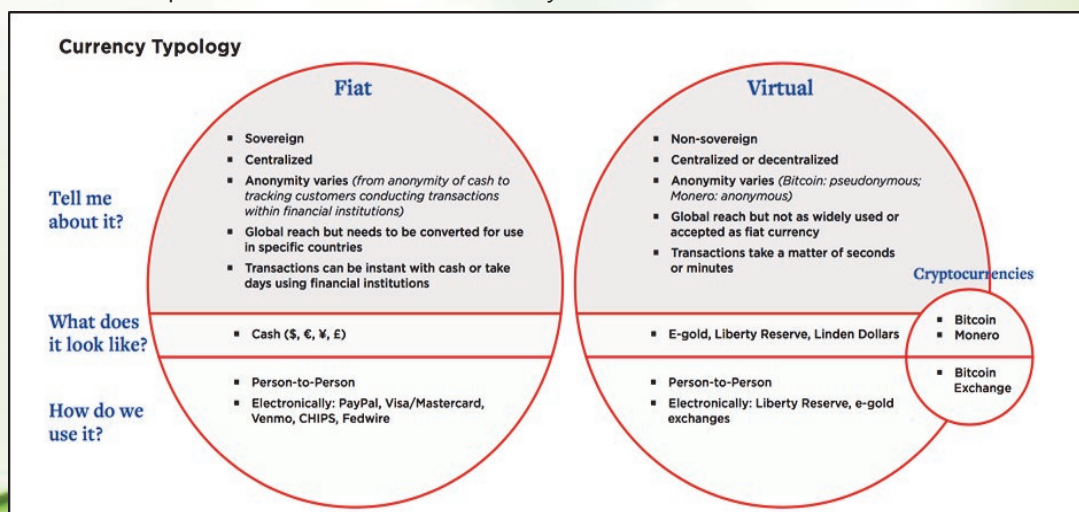 Currency Typology
Fiat
▪ Sovereign
▪ Centralized
▪ Anonymity varies (from anonymity of cash to
tracking customers conducting transactions
within financial institutions)
▪ Global reach but needs to be converted for use
in specific countries
▪ Transactions can be instant with cash or take
days using financial institutions
Virtual
▪ Non-sovereign
▪ Centralized or decentralized
▪ Anonymity varies (Bitcoin: pseudonymous;
Monero: anonymous)
▪ Global reach but not as widely used or
accepted as fiat currency
▪ Transactions take a matter of seconds
or minutes
Tell me
about it?
Cryptocurrencies
What does
it look like?
▪ Cash ($, €, ¥, £)
▪ E-gold, Liberty Reserve, Linden Dollars
▪ Bitcoin
▪ Monero
How do we
use it?
▪ Person-to-Person
▪ Electronically: PayPal, Visa/Mastercard,
Venmo, CHIPS, Fedwire
▪ Person-to-Person
▪ Electronically: Liberty Reserve, e-gold
exchanges
▪ Bitcoin
Exchange